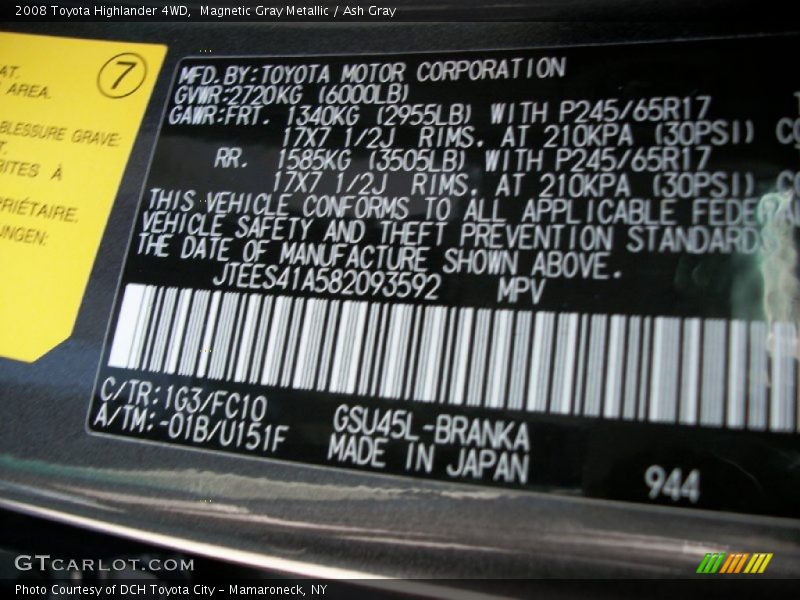 2008 Toyota Highlander 4WD,  Magnetic Gray Metallic / Ash Gray
7
AT.
AREA.
BLESSURE GRAVE
RITES À
PRIÉTAIRE.
UNGEN:
MFD.BY:TOYOTA MOTOR CORPORATION
GVWR:2720KG (6000LB)
GAWR:FRT. 1340KG (2955LB) WITH P245/65R17
17X7 1/2J RIMS. AT 210KPA (30PSI) CO
RR. 1585KG (3505LB) WITH P245/65R17
17X7 1/2J RIMS. AT 210KPA (30PSI) CO
THIS VEHICLE CONFORMS TO ALL APPLICABLE FEDERAL
VEHICLE SAFETY AND THEFT PREVENTION STANDARDS
THE DATE OF MANUFACTURE SHOWN ABOVE.
JTEES41A582093592 MPV
C/TR:1G3/FC10
A/TM:-01B/U151F
GSU45L-BRANKA
MADE IN JAPAN
944
GTCARLOT.COM
Photo Courtesy of DCH Toyota City – Mamaroneck, NY